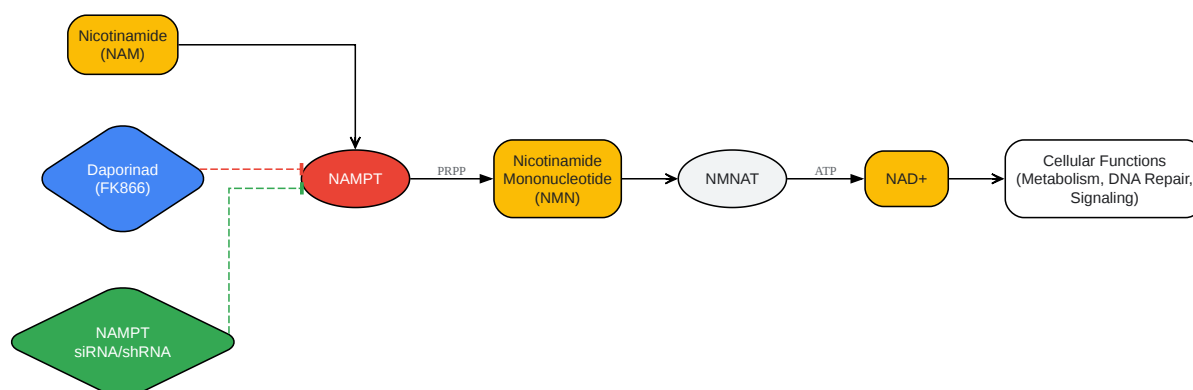 Nicotinamide
(NAM)
Daporinad
(FK866)
NAMPT
siRNA/shRNA
NAMPT
PRPP
Nicotinamide
Mononucleotide
(NMN)
NMNAT
ATP
NAD+
Cellular Functions
(Metabolism, DNA Repair,
Signaling)